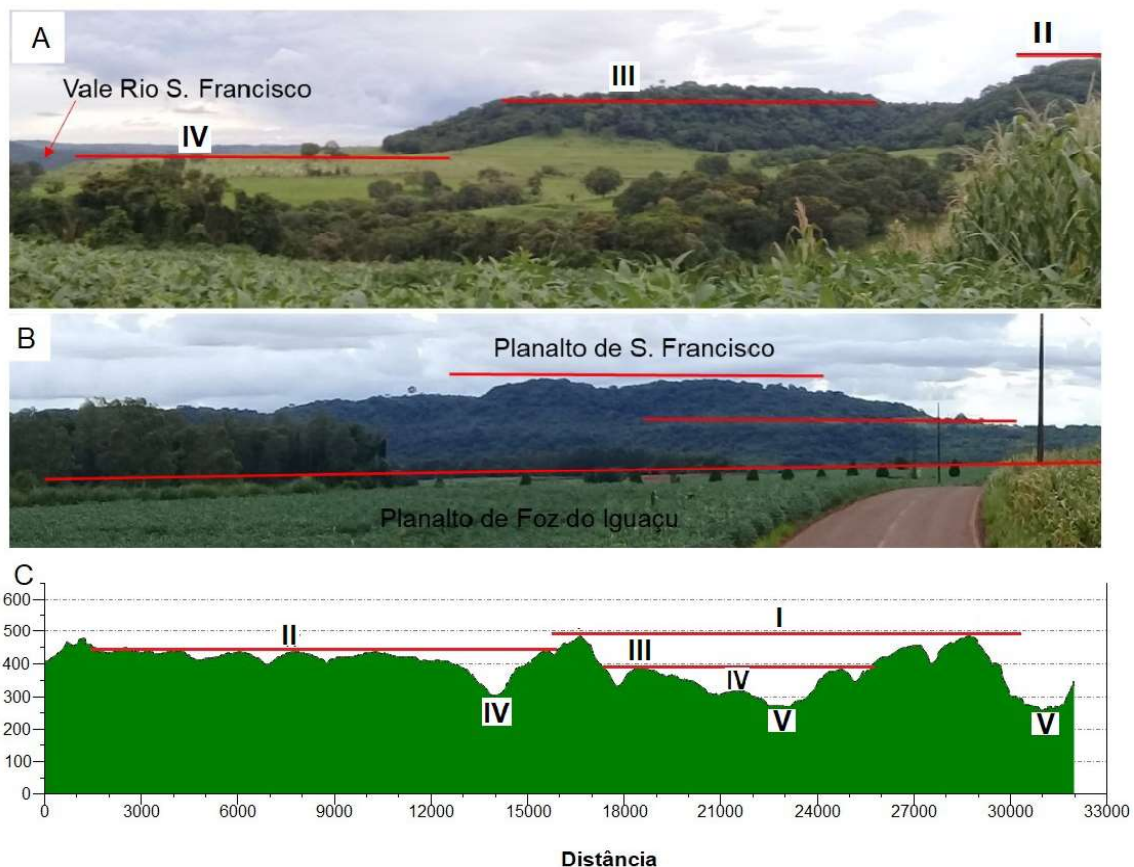 A
II
III
Vale Rio S. Francisco
IV
B
Planalto de S. Francisco
Planalto de Foz do Iguaçu
C
600
500
400
300
200
100
0
I
II
III
IV
IV
V
V
0 3000 6000 9000 12000 15000 18000 21000 24000 27000 30000 33000
Distância